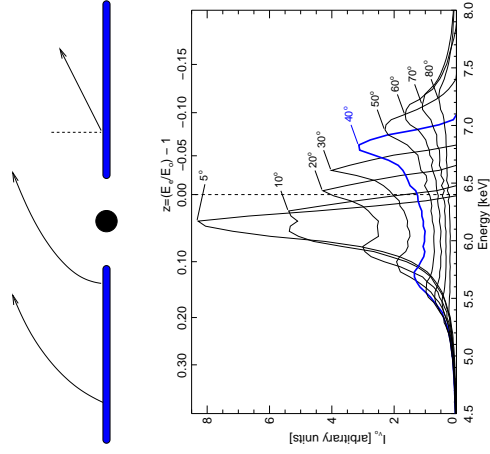 z=(E_e/E_o) − 1
0.30 0.20 0.10 0.00 −0.05 −0.10 −0.15
I_ν_o [arbitrary units]
8
6
4
2
0
5°
10°
20°
30°
40°
50°
60°
70°
80°
4.5 5.0 5.5 6.0 6.5 7.0 7.5 8.0
Energy [keV]